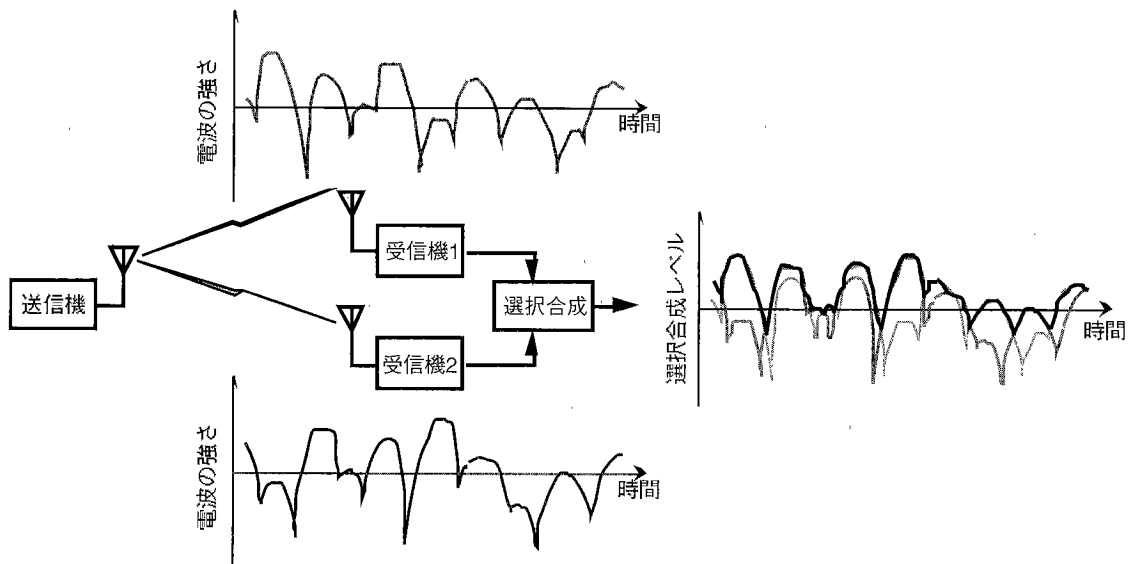 電波の強さ
時間
受信機1
送信機
選択合成
受信機2
選択合成レベル
時間
電波の強さ
時間